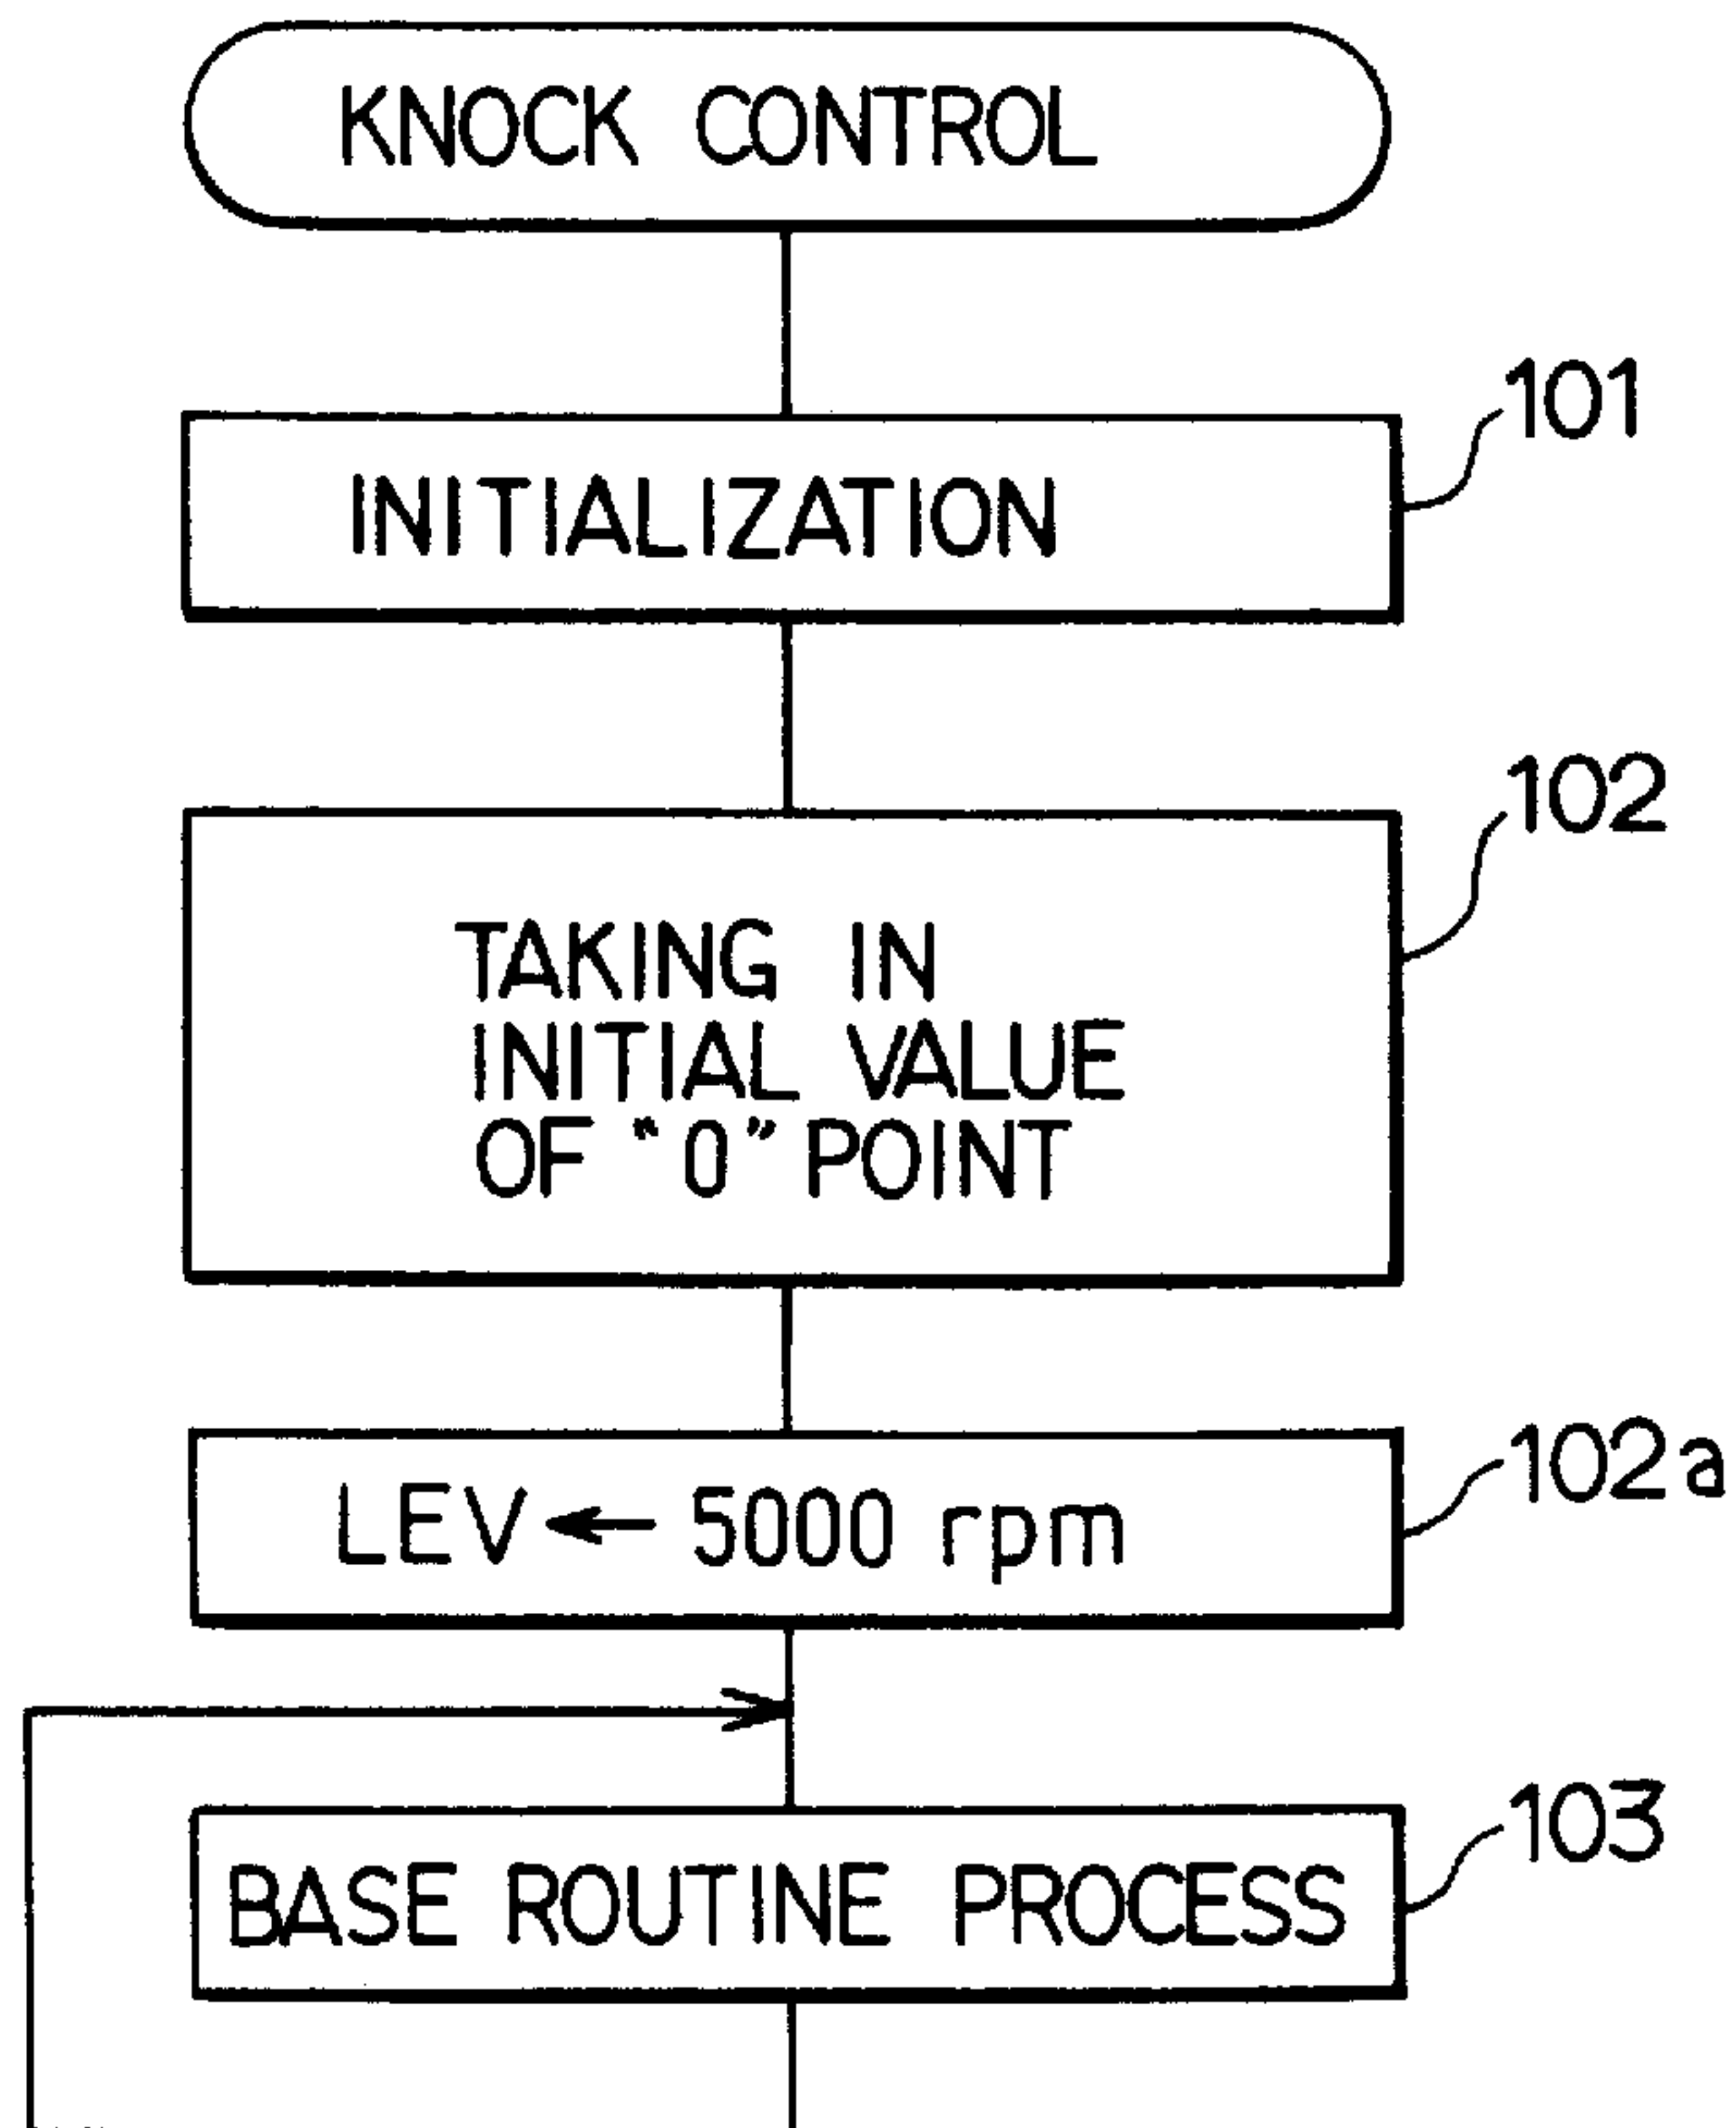 KNOCK CONTROL
101
INITIALIZATION
102
TAKING IN
INITIAL VALUE
OF “0” POINT
102a
LEV ← 5000 rpm
103
BASE ROUTINE PROCESS